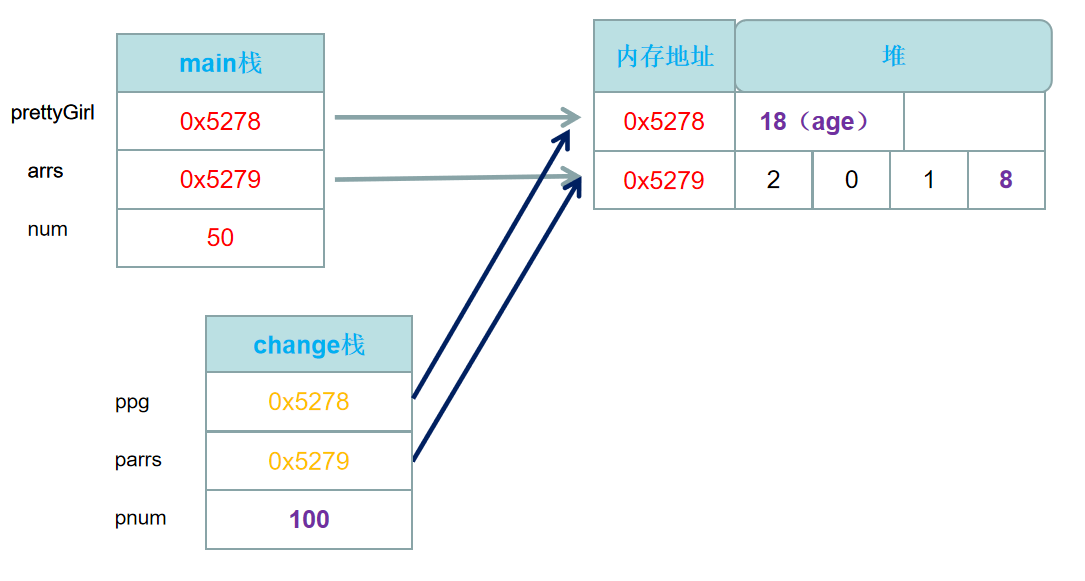 main栈
prettyGirl
0x5278
arrs
0x5279
num
50
内存地址
堆
0x5278
18（age）
0x5279
2
0
1
8
change栈
ppg
0x5278
parrs
0x5279
pnum
100